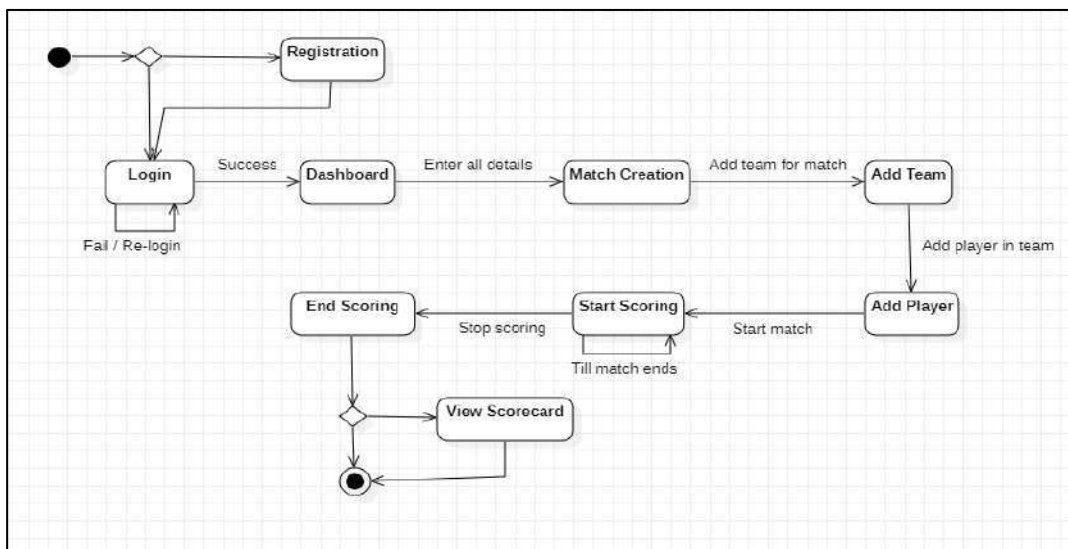 Registration
Login
Success
Dashboard
Enter all details
Match Creation
Add team for match
Add Team
Fail / Re-login
Add player in team
End Scoring
Stop scoring
Start Scoring
Start match
Add Player
Till match ends
View Scorecard